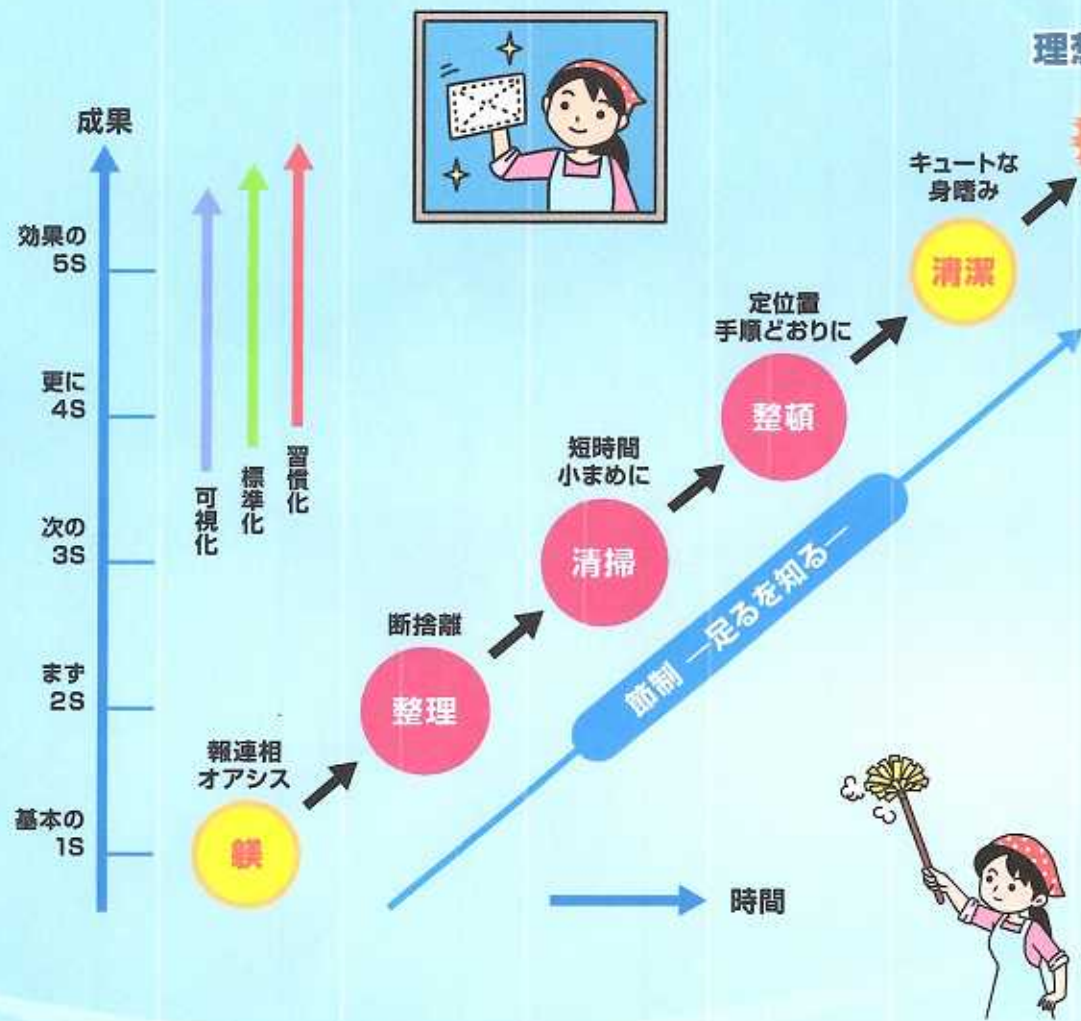 理想
成果
効果の
5S
更に
4S
次の
3S
まず
2S
基本の
1S
可視化
標準化
習慣化
キュートな
身嗜み
清潔
定位置
手順どおりに
整頓
短時間
小まめに
清掃
断捨離
整理
報連相
オアシス
躾
節制 ―足るを知る―
時間